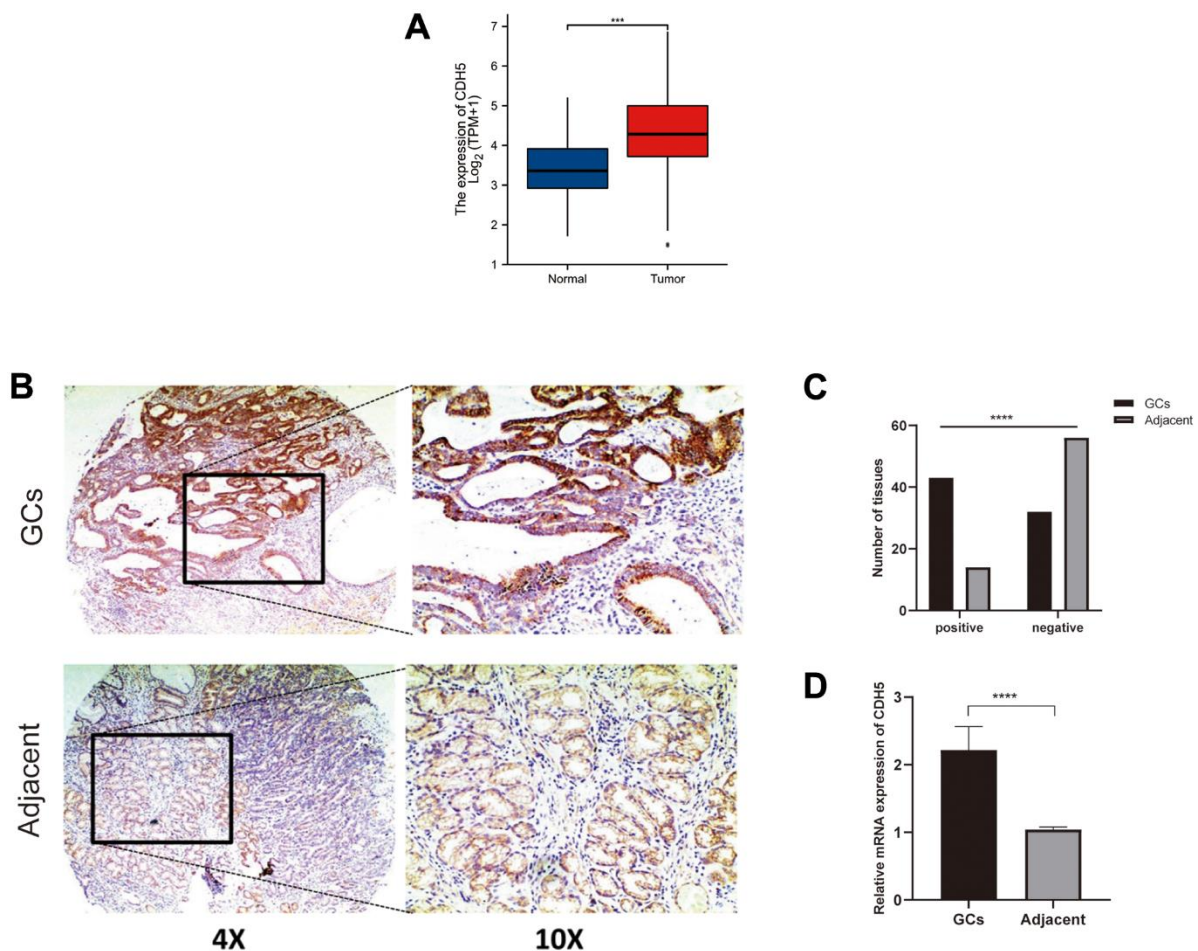 A
The expression of CDH5
Log2 (TPM+1)
***
7
6
5
4
3
2
1
Normal
Tumor
B
GCs
Adjacent
4X
10X
C
GCs
Adjacent
****
Number of tissues
60
40
20
0
positive
negative
D
Relative mRNA expression of CDH5
****
3
2
1
0
GCs
Adjacent